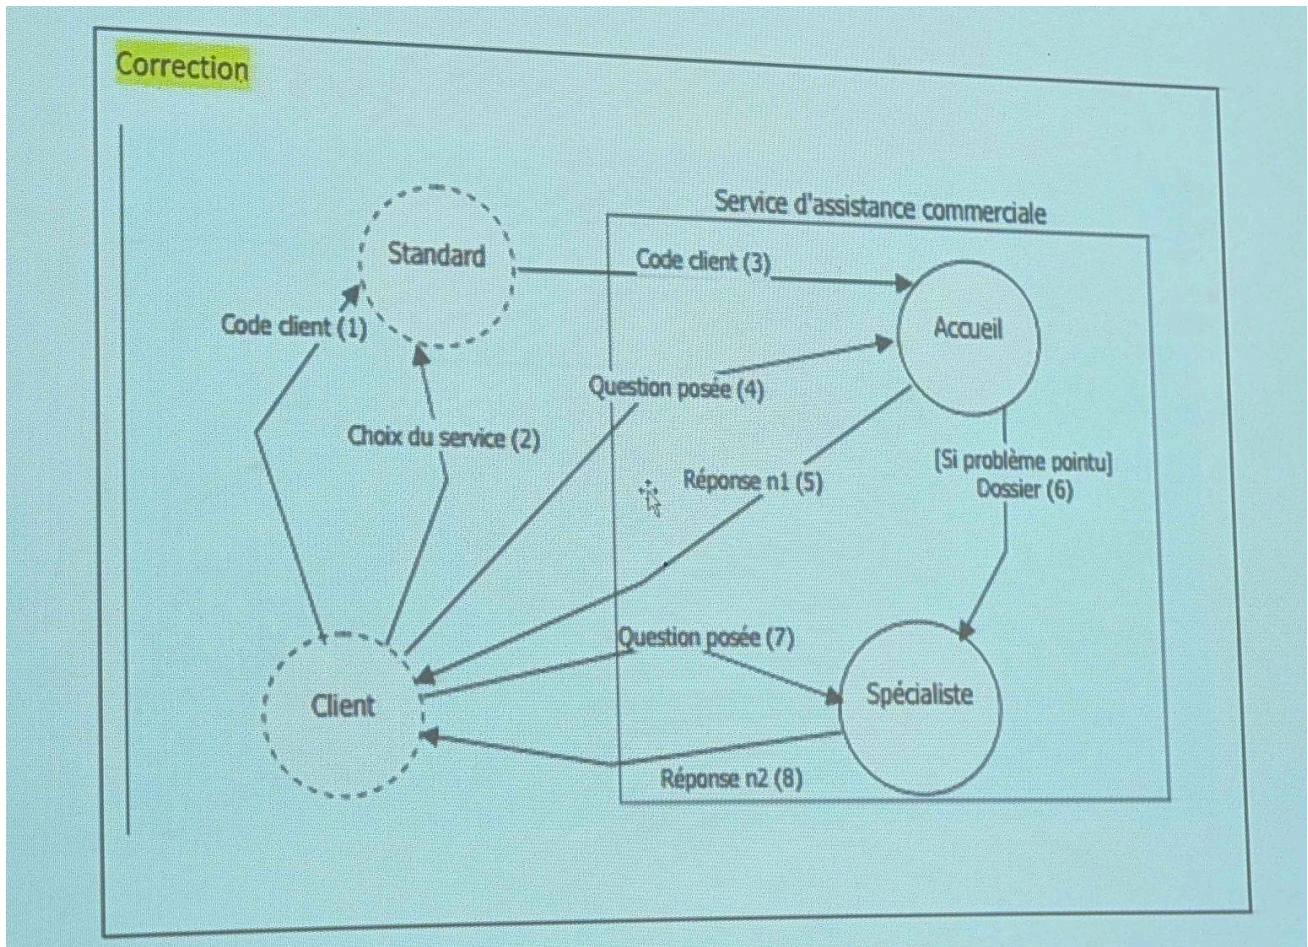 Correction
Service d'assistance commerciale
Standard
Code client (3)
Accueil
Code client (1)
Question posée (4)
Choix du service (2)
[Si problème pointu]
Dossier (6)
Réponse n1 (5)
Question posée (7)
Client
Spécialiste
Réponse n2 (8)